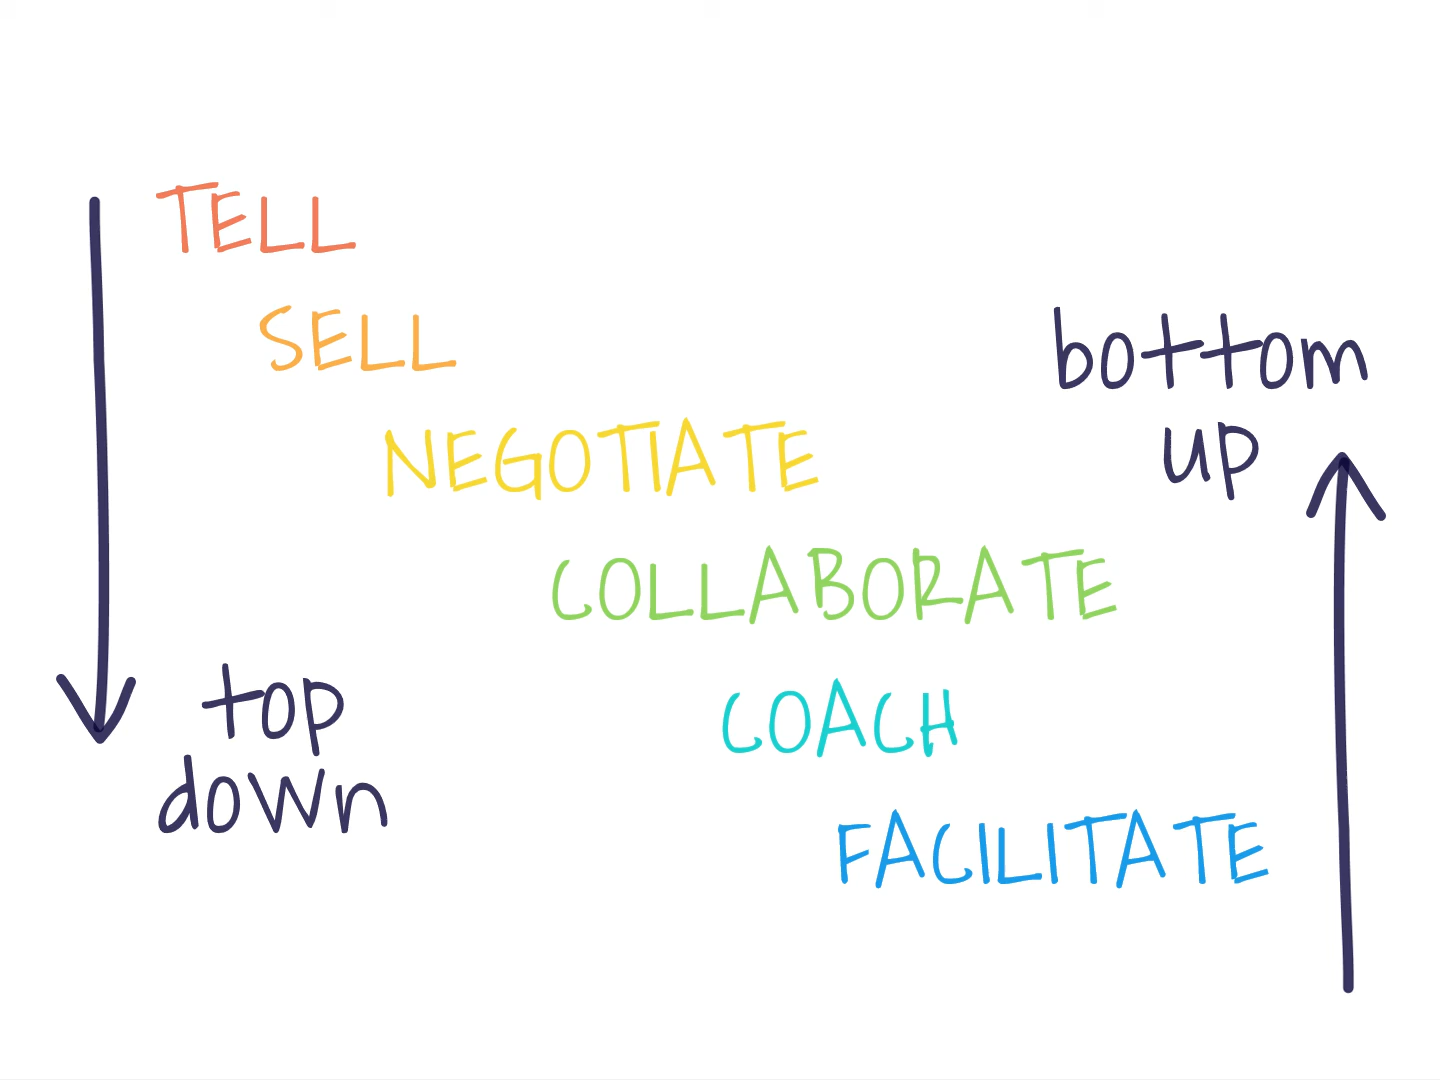 TELL
SELL
bottom
up
NEGOTIATE
COLLABORATE
top
down
COACH
FACILITATE